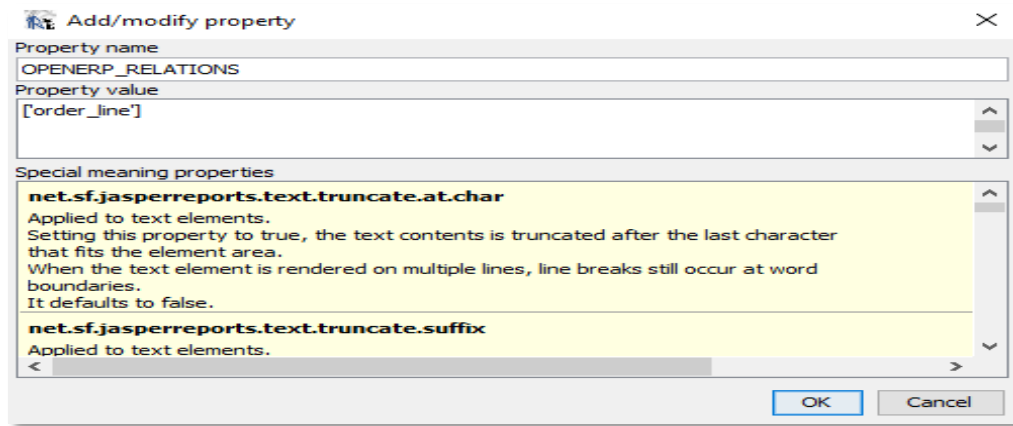 Add/modify property
Property name
OPENERP_RELATIONS
Property value
['order_line']
Special meaning properties
net.sf.jasperreports.text.truncate.at.char
Applied to text elements.
Setting this property to true, the text contents is truncated after the last character
that fits the element area.
When the text element is rendered on multiple lines, line breaks still occur at word
boundaries.
It defaults to false.
net.sf.jasperreports.text.truncate.suffix
Applied to text elements.
OK
Cancel